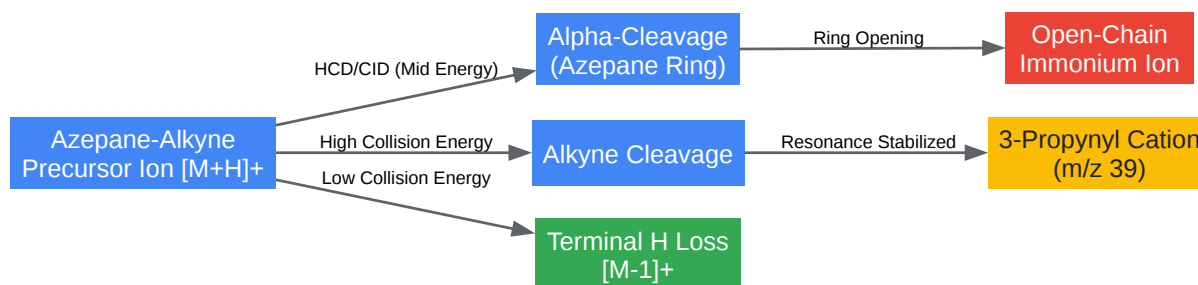 Azepane-Alkyne
Precursor Ion [M+H]+
HCD/CID (Mid Energy)
High Collision Energy
Low Collision Energy
Alpha-Cleavage
(Azepane Ring)
Ring Opening
Open-Chain
Immonium Ion
Alkyne Cleavage
Resonance Stabilized
3-Propynyl Cation
(m/z 39)
Terminal H Loss
[M-1]+